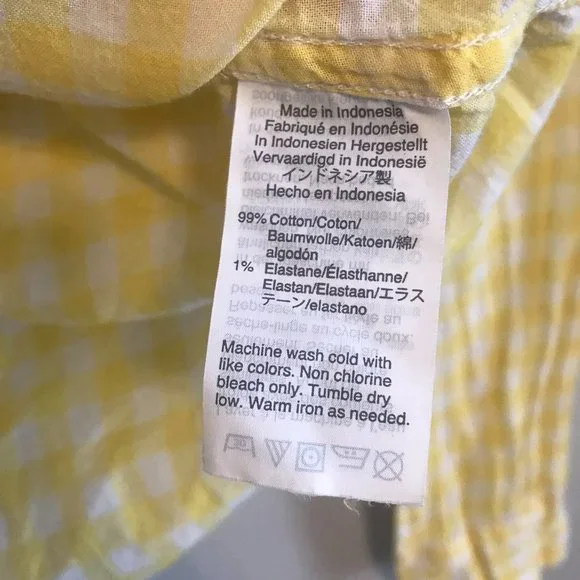 Made in Indonesia
Fabriqué en Indonésie
In Indonesien Hergestellt
Vervaardigd in Indonesië
インドネシア製
Hecho en Indonesia
99% Cotton/Coton/
Baumwolle/Katoen/綿/
algodón
1% Elastane/Élasthanne/
Elastan/Elastaan/エラス
テーン/elastano
Machine wash cold with
like colors. Non chlorine
bleach only. Tumble dry
low. Warm iron as needed.